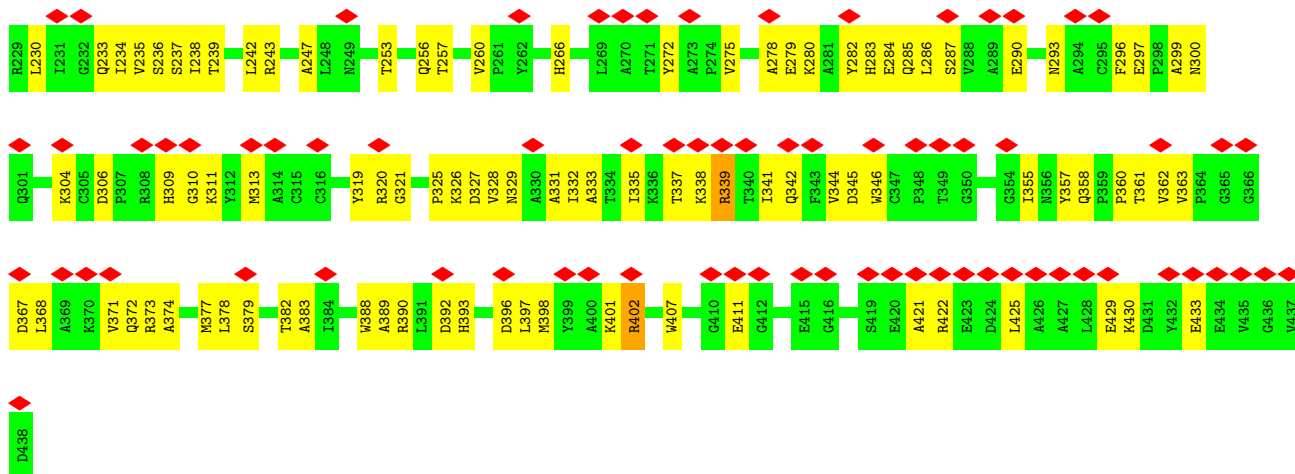 R229 L230 I231 G232 Q233 I234 V235 S236 S237 I238 T239 L242 R243 A247 L248 N249 T253 Q256 T257 V260 P261 Y262 H266 L269 A270 T271 Y272 A273 P274 V275 A278 E279 K280 A281 Y282 H283 E284 Q285 L286 S287 V288 A289 E290 N293 A294 C295 F296 E297 P298 A299 N300
Q301 K304 C305 D306 P307 R308 H309 G310 K311 Y312 M313 A314 C315 C316 Y319 R320 G321 P325 K326 D327 V328 N329 A330 A331 I332 A333 T334 I335 K336 T337 K338 R339 T340 I341 Q342 F343 V344 D345 W346 C347 P348 T349 G350 G354 I355 N356 Y357 Q358 P359 P360 T361 V362 V363 P364 G365 G366
D367 L368 A369 K370 V371 Q372 R373 A374 M377 L378 S379 T382 A383 I384 W388 A389 R390 L391 D392 H393 D396 L397 M398 Y399 A400 K401 R402 W407 G410 E411 G412 E415 G416 S419 E420 A421 R422 E423 D424 L425 A426 A427 L428 E429 K430 D431 Y432 E433 E434 V435 G436 V437
D438